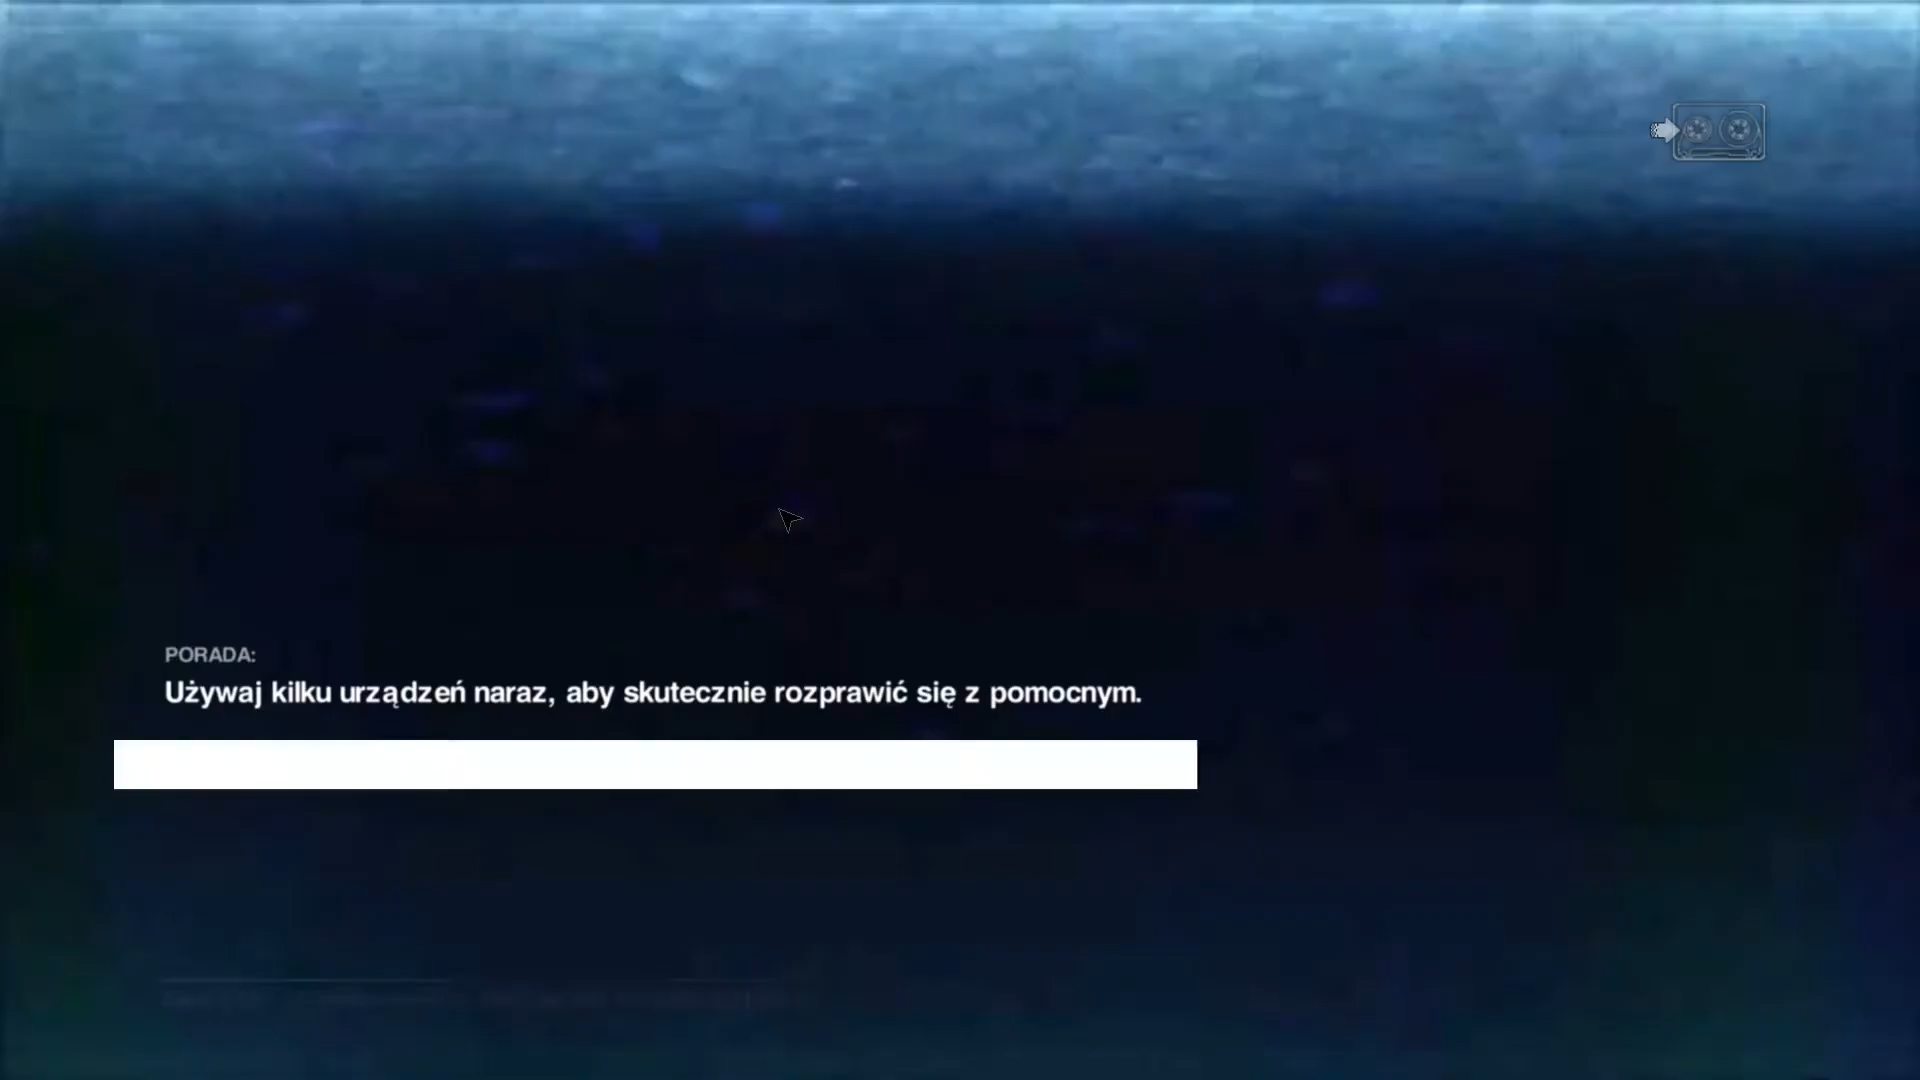 PORADA:
Używaj kilku urządzeń naraz, aby skutecznie rozprawić się z pomocnym.